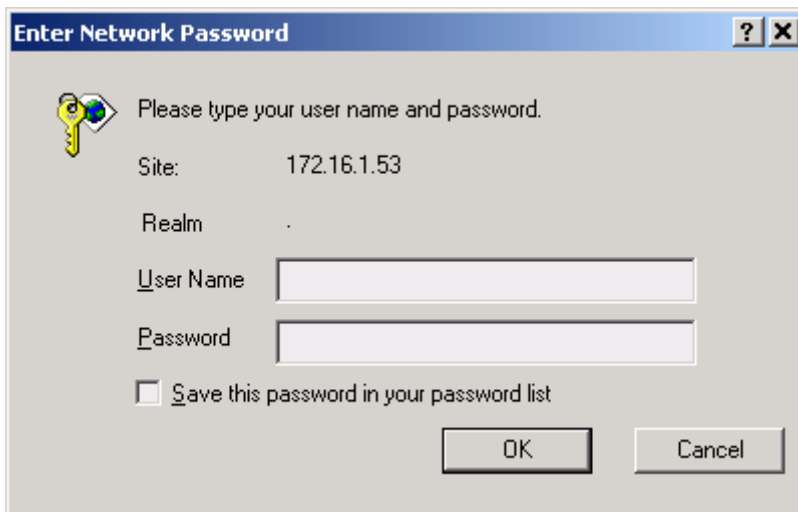 Enter Network Password
Please type your user name and password.
Site: 172.16.1.53
Realm .
User Name
Password
Save this password in your password list
OK Cancel